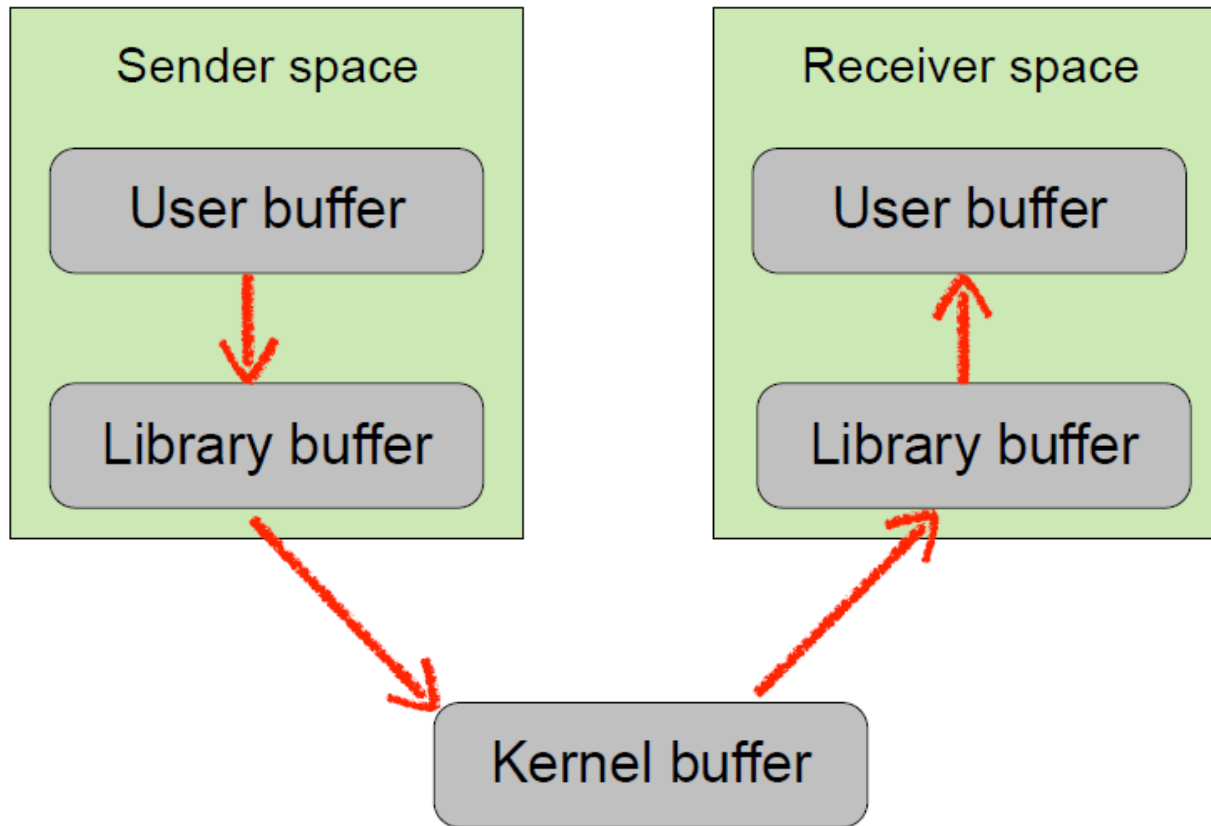 Sender space
User buffer
Library buffer
Receiver space
User buffer
Library buffer
Kernel buffer